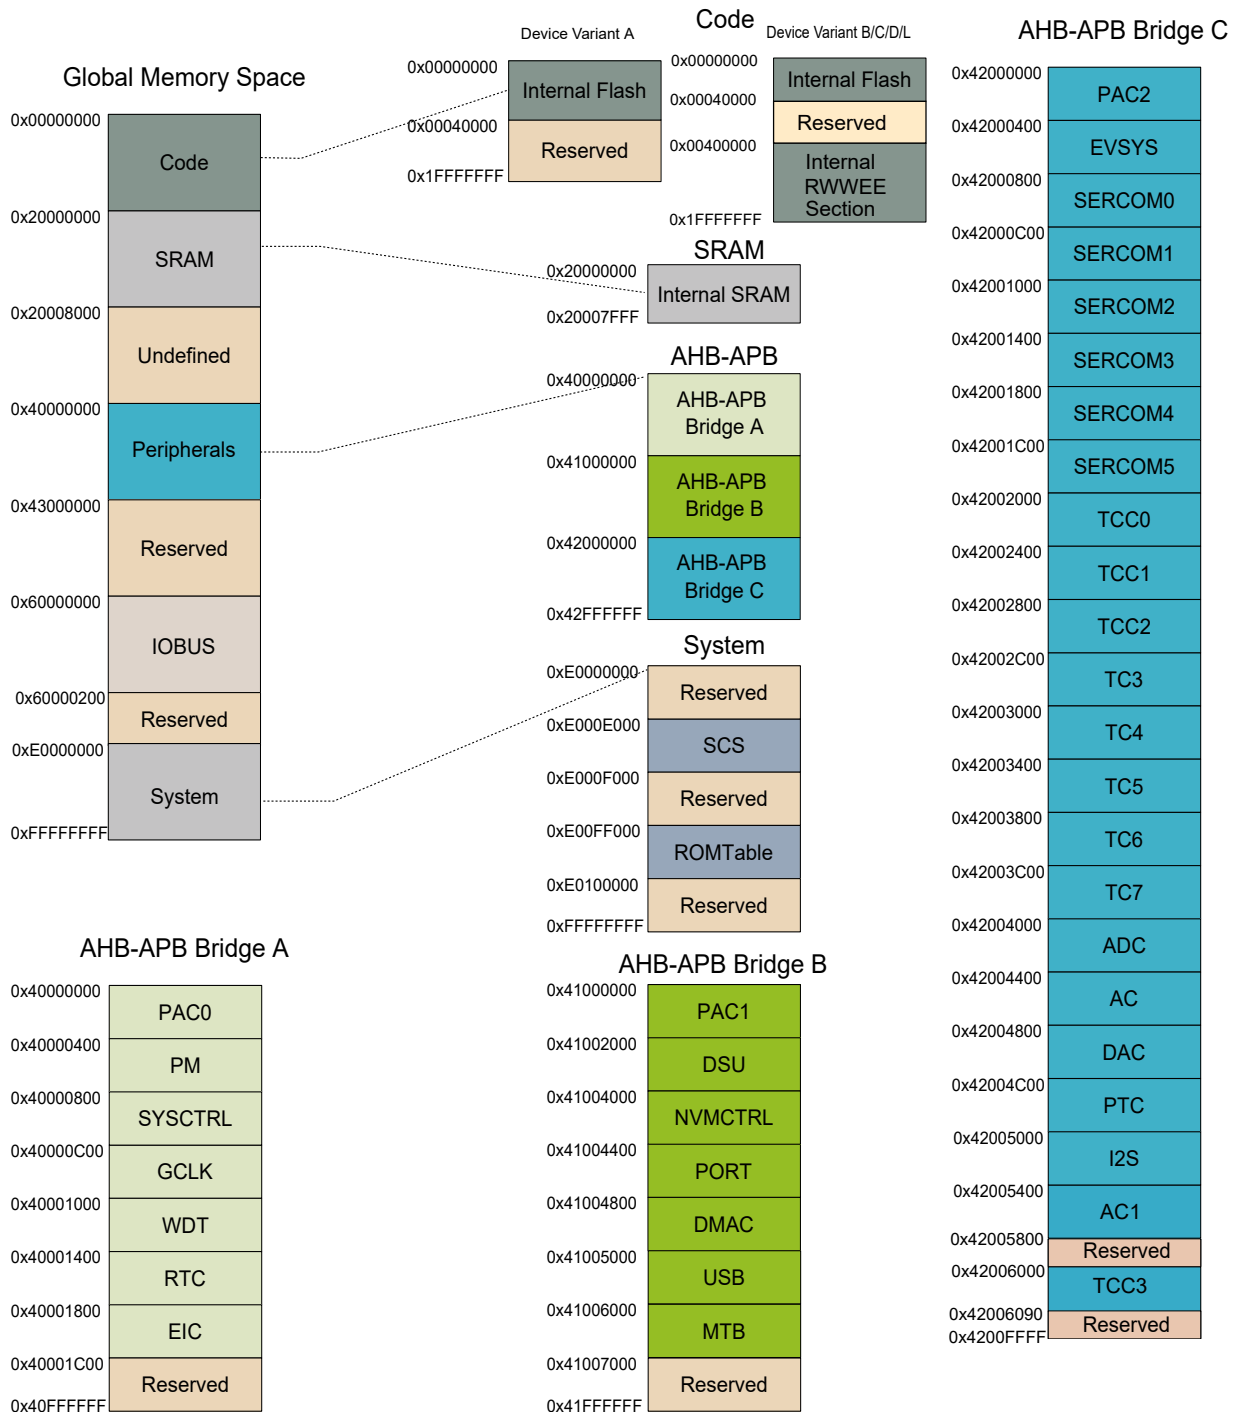 Global Memory Space
0x00000000
Code
0x20000000
SRAM
0x20008000
Undefined
0x40000000
Peripherals
0x43000000
Reserved
0x60000000
IOBUS
0x60000200
Reserved
0xE0000000
System
0xFFFFFFFF
Code
Device Variant A
0x00000000
Internal Flash
0x00040000
Reserved
0x1FFFFFFF
Device Variant B/C/D/L
0x00000000
Internal Flash
0x00040000
Reserved
0x00400000
Internal
RWWEE
Section
0x1FFFFFFF
SRAM
0x20000000
Internal SRAM
0x20007FFF
AHB-APB
0x40000000
AHB-APB
Bridge A
0x41000000
AHB-APB
Bridge B
0x42000000
AHB-APB
Bridge C
0x42FFFFFF
System
0xE0000000
Reserved
0xE000E000
SCS
0xE000F000
Reserved
0xE00FF000
ROMTable
0xE0100000
Reserved
0xFFFFFFFF
AHB-APB Bridge A
0x40000000
PAC0
0x40000400
PM
0x40000800
SYSCTRL
0x40000C00
GCLK
0x40001000
WDT
0x40001400
RTC
0x40001800
EIC
0x40001C00
Reserved
0x40FFFFFF
AHB-APB Bridge B
0x41000000
PAC1
0x41002000
DSU
0x41004000
NVMCTRL
0x41004400
PORT
0x41004800
DMAC
0x41005000
USB
0x41006000
MTB
0x41007000
Reserved
0x41FFFFFF
AHB-APB Bridge C
0x42000000
PAC2
0x42000400
EVSYS
0x42000800
SERCOM0
0x42000C00
SERCOM1
0x42001000
SERCOM2
0x42001400
SERCOM3
0x42001800
SERCOM4
0x42001C00
SERCOM5
0x42002000
TCC0
0x42002400
TCC1
0x42002800
TCC2
0x42002C00
TC3
0x42003000
TC4
0x42003400
TC5
0x42003800
TC6
0x42003C00
TC7
0x42004000
ADC
0x42004400
AC
0x42004800
DAC
0x42004C00
PTC
0x42005000
I2S
0x42005400
AC1
0x42005800
Reserved
0x42006000
TCC3
0x42006090
Reserved
0x4200FFFF